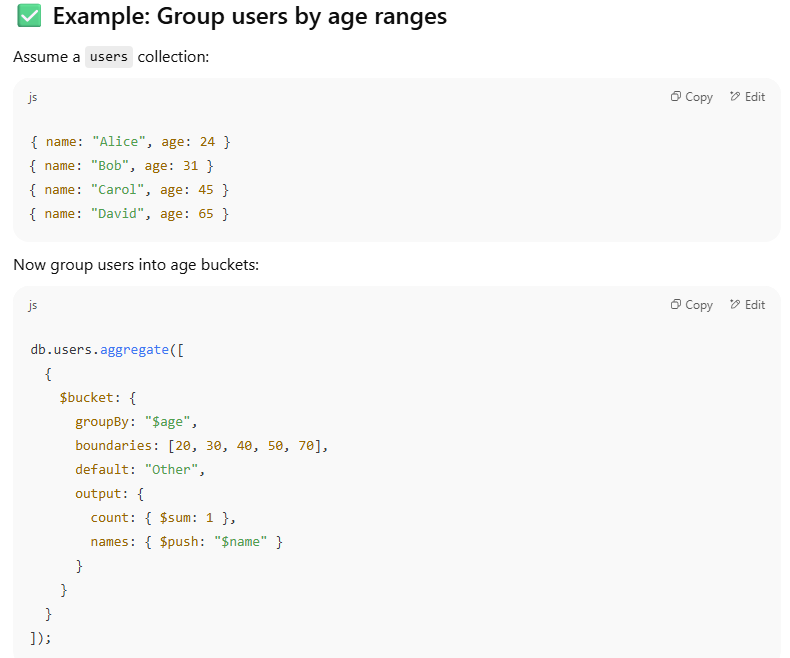 ✅ Example: Group users by age ranges
Assume a users collection:
js Copy Edit
{ name: "Alice", age: 24 }
{ name: "Bob", age: 31 }
{ name: "Carol", age: 45 }
{ name: "David", age: 65 }
Now group users into age buckets:
js Copy Edit
db.users.aggregate([
  {
    $bucket: {
      groupBy: "$age",
      boundaries: [20, 30, 40, 50, 70],
      default: "Other",
      output: {
        count: { $sum: 1 },
        names: { $push: "$name" }
      }
    }
  }
]);